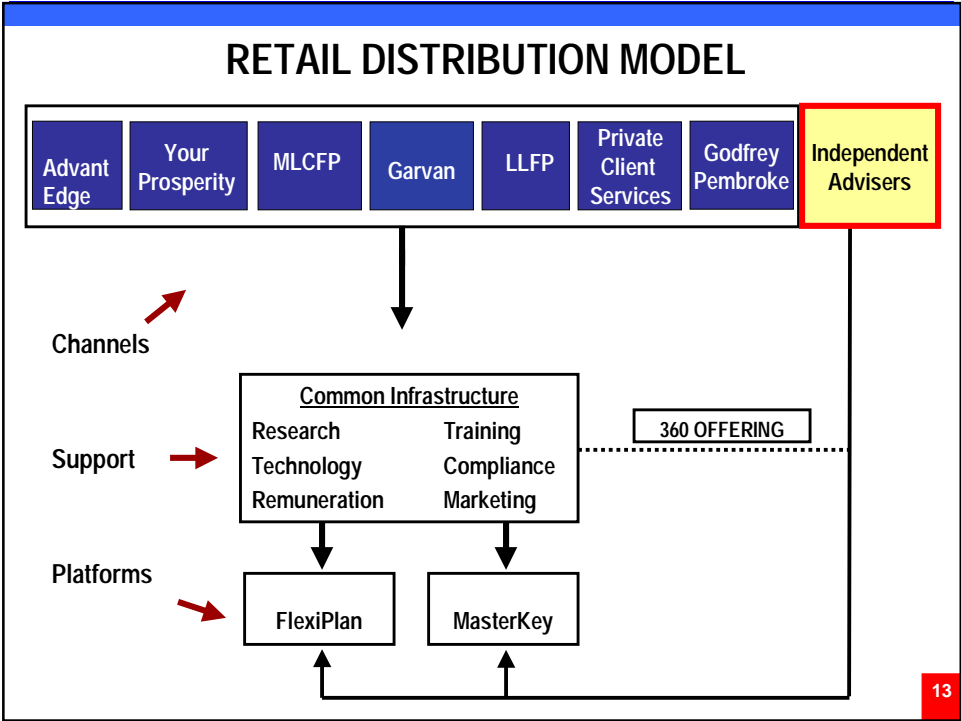 RETAIL DISTRIBUTION MODEL
Advant
Edge
Your
Prosperity
MLCFP
Garvan
LLFP
Private
Client
Services
Godfrey
Pembroke
Independent
Advisers
Channels
Common Infrastructure
Research Training
Technology Compliance
Remuneration Marketing
360 OFFERING
Support
Platforms
FlexiPlan
MasterKey
13